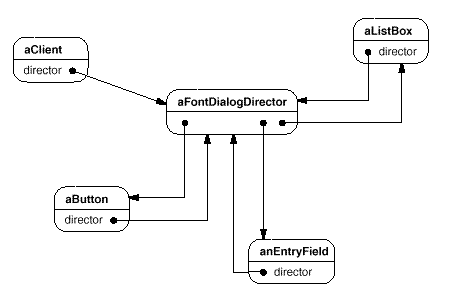 aListBox
director
aClient
director
aFontDialogDirector
aButton
director
anEntryField
director